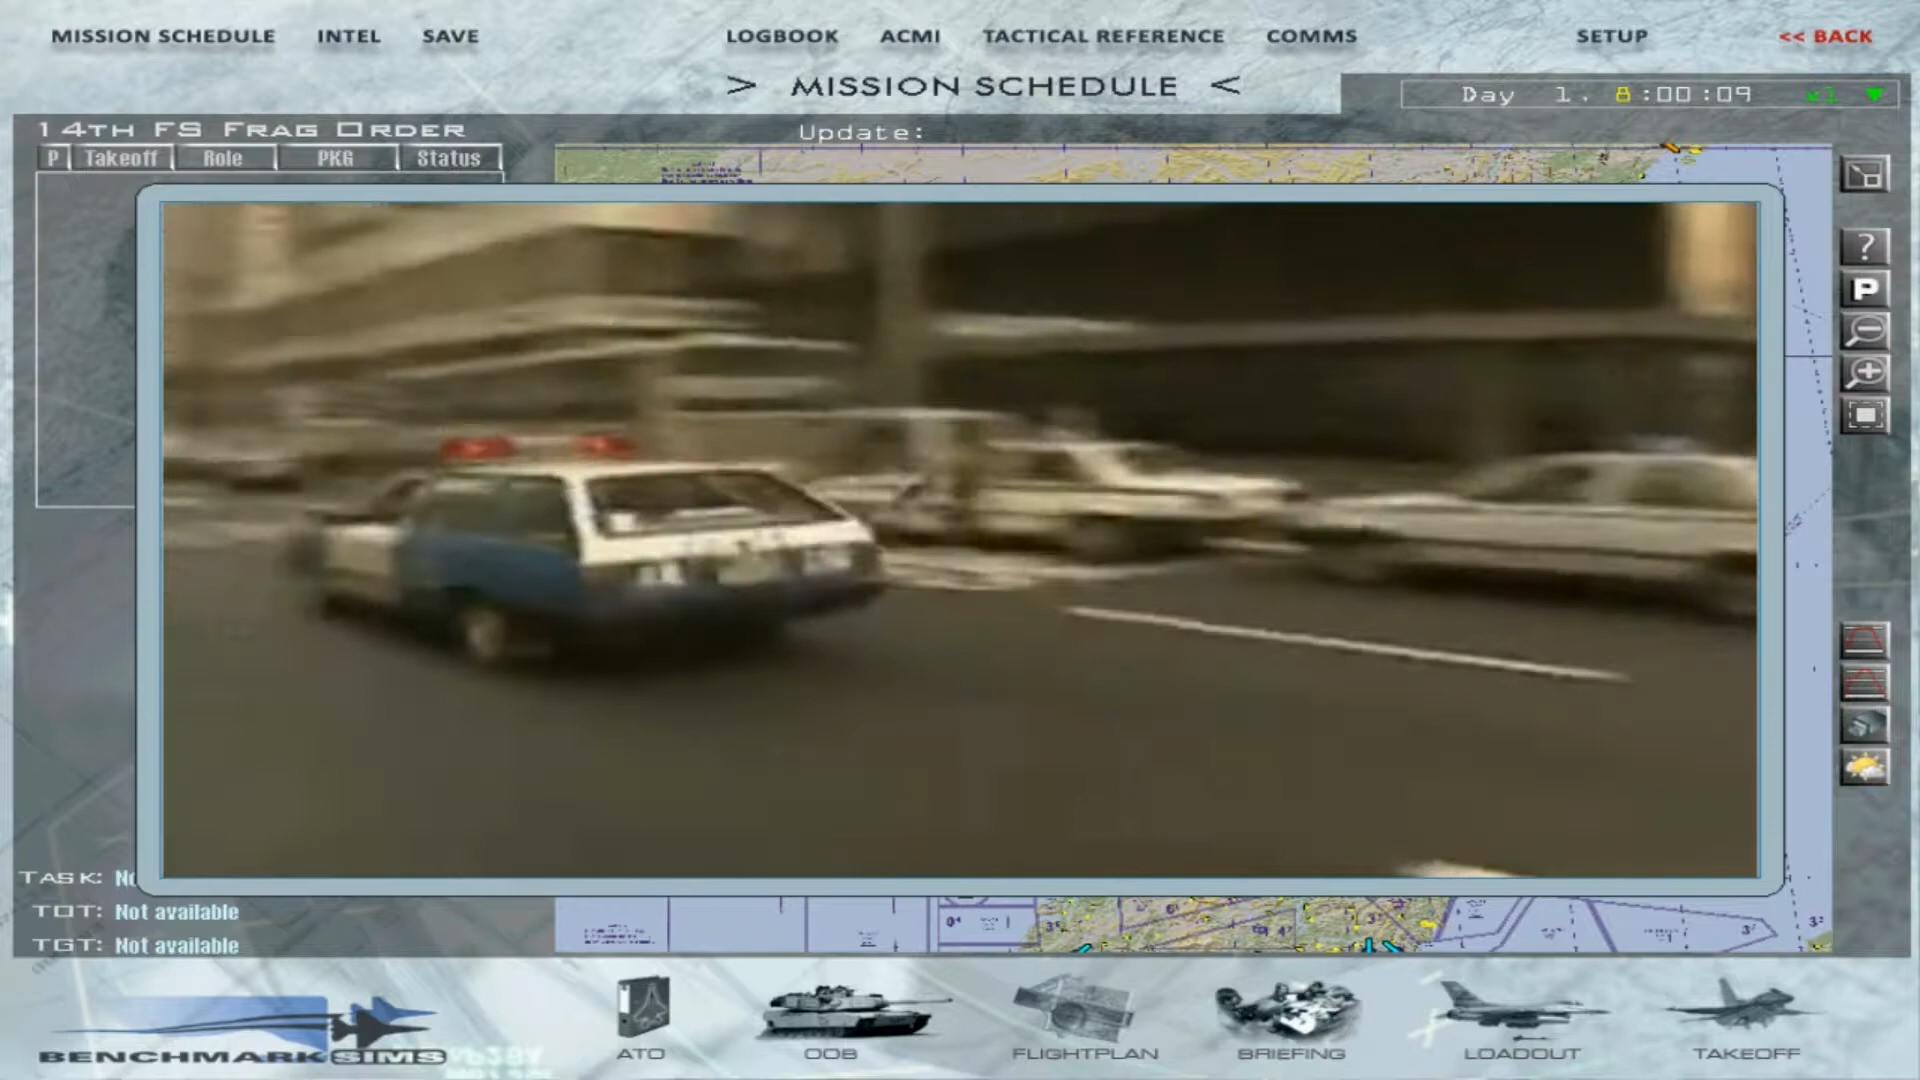 MISSION SCHEDULE INTEL SAVE LOGBOOK ACMI TACTICAL REFERENCE COMMS SETUP << BACK
> MISSION SCHEDULE <
Day 1, 8:00:09 x1
14TH FS FRAG ORDER Update:
P Takeoff Role PKG Status
?
P
TASK:
TOT: Not available
TGT: Not available
BENCHMARK SIMS
ATO OOB FLIGHTPLAN BRIEFING LOADOUT TAKEOFF